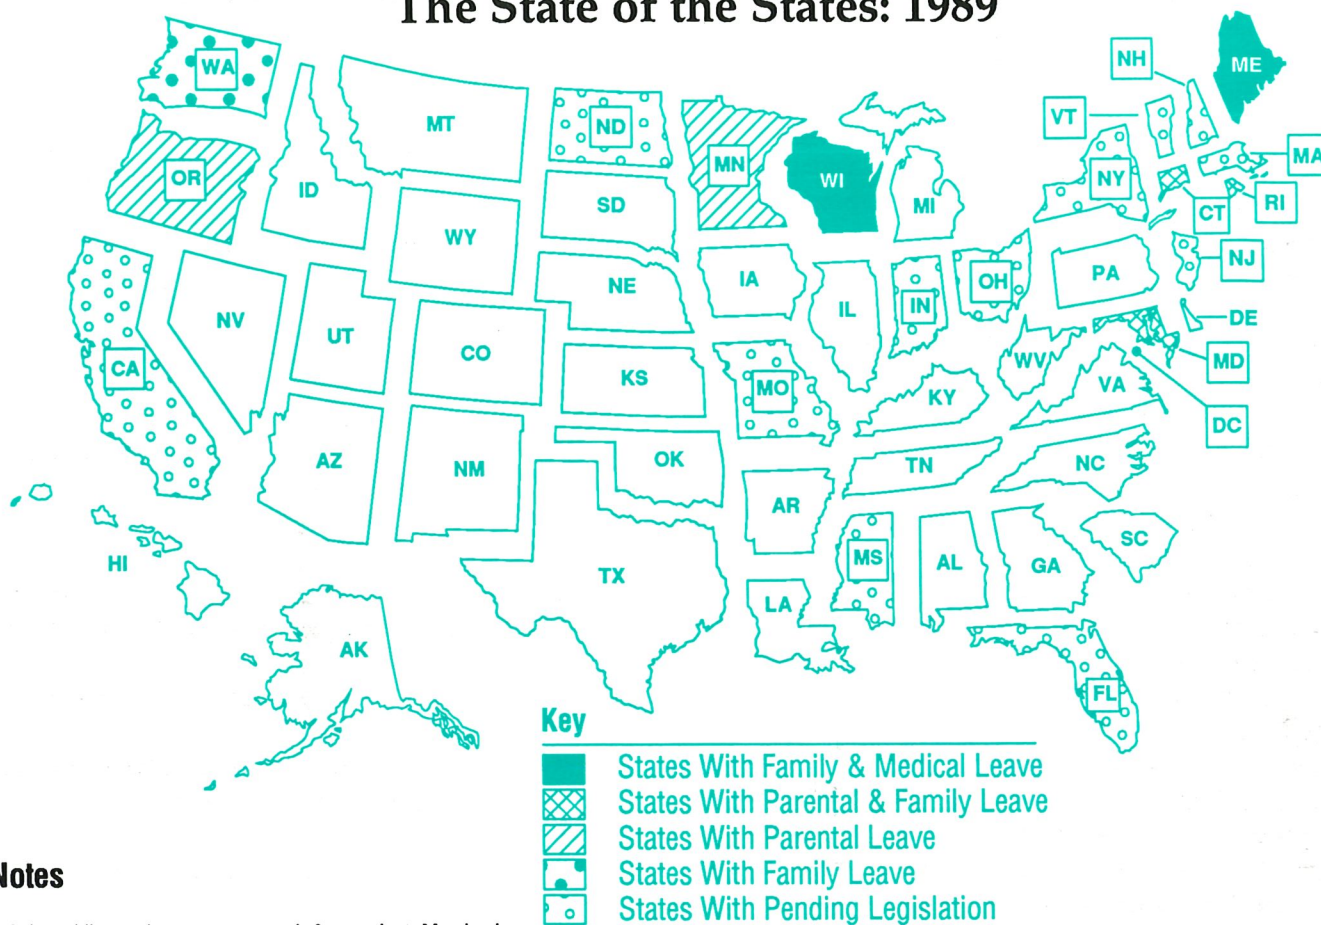 The State of the States: 1989
WA
MT
ND
MN
WI
MI
NH
ME
VT
MA
NY
CT
RI
OR
ID
WY
SD
IA
IL
IN
OH
PA
NJ
DE
NE
NV
UT
CO
KS
MO
KY
WV
VA
MD
DC
CA
AZ
NM
OK
AR
TN
NC
SC
HI
TX
LA
MS
AL
GA
AK
FL
Key
States With Family & Medical Leave
States With Parental & Family Leave
States With Parental Leave
States With Family Leave
States With Pending Legislation
Notes